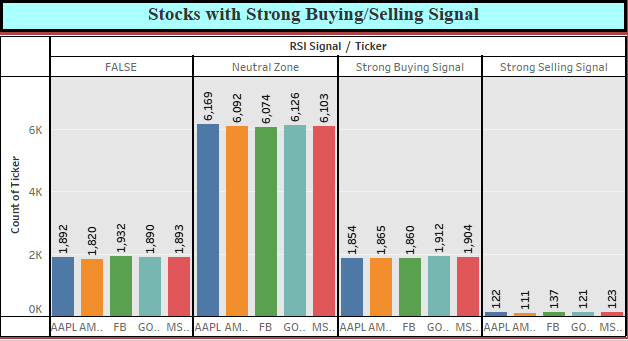 Stocks with Strong Buying/Selling Signal
RSI Signal / Ticker
FALSE Neutral Zone Strong Buying Signal Strong Selling Signal
Count of Ticker
6K
4K
2K
0K
1,892 1,820 1,932 1,890 1,893
6,169 6,092 6,074 6,126 6,103
1,854 1,865 1,860 1,912 1,904
122 111 137 121 123
AAPL AM.. FB GO.. MS.. AAPL AM.. FB GO.. MS.. AAPL AM.. FB GO.. MS.. AAPL AM.. FB GO.. MS..